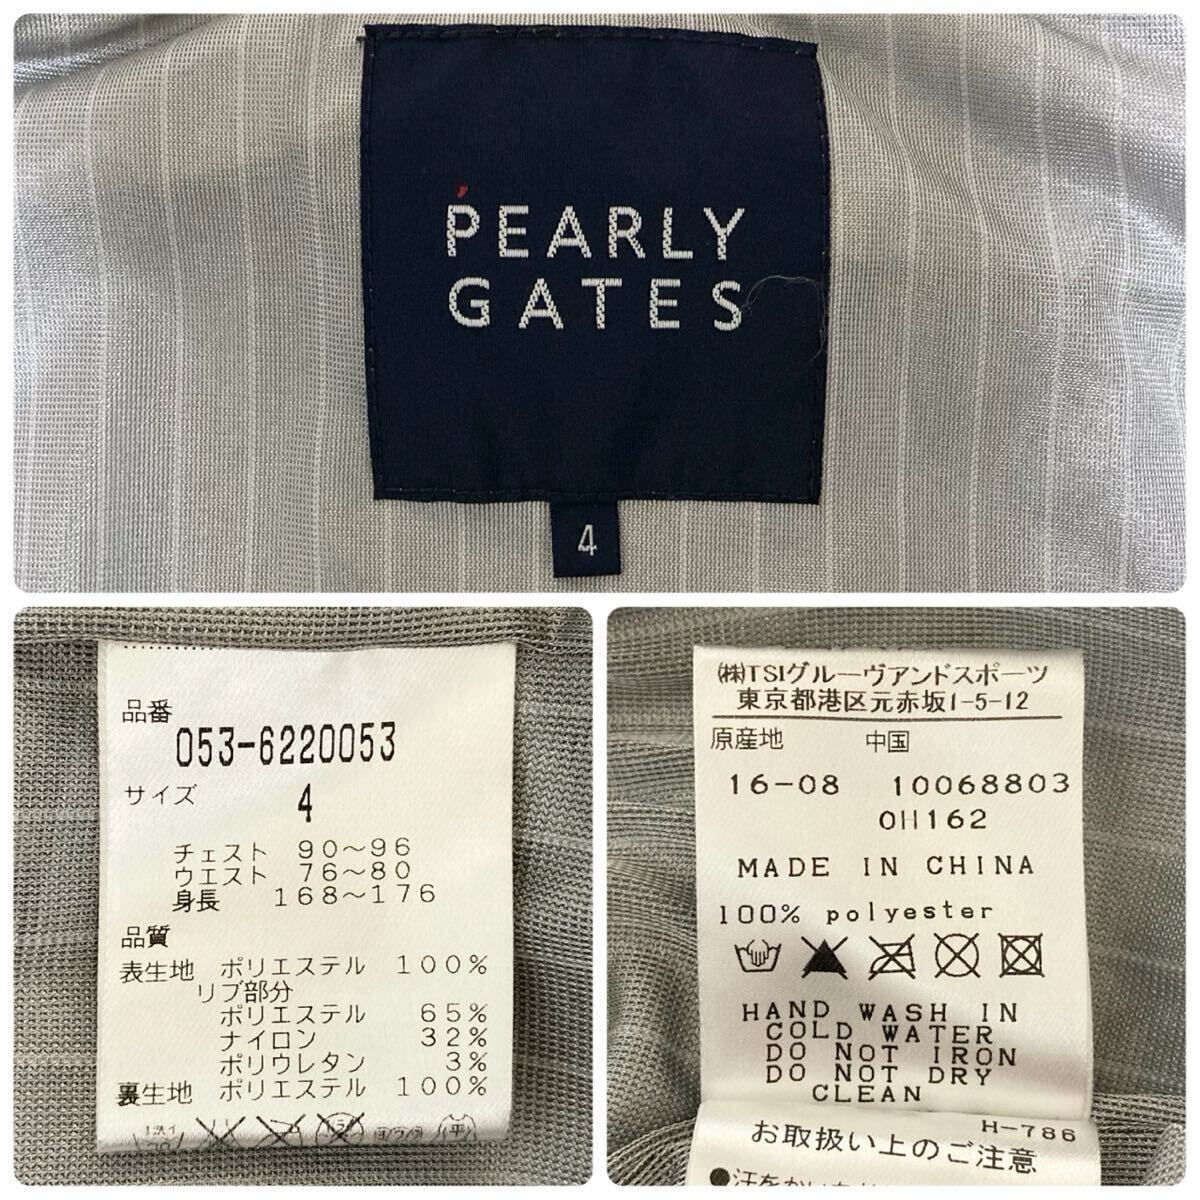 PEARLY
GATES
4
品番
053-6220053
サイズ 4
チェスト 90～96
ウエスト 76～80
身長 168～176
品質
表生地 ポリエステル 100%
リブ部分
ポリエステル 65%
ナイロン 32%
ポリウレタン 3%
裏生地 ポリエステル 100%
㈱TSIグルーヴアンドスポーツ
東京都港区元赤坂1-5-12
原産地 中国
16-08 10068803
OH162
MADE IN CHINA
100% polyester
HAND WASH IN
COLD WATER
DO NOT IRON
DO NOT DRY
CLEAN
H-786
お取扱い上のご注意